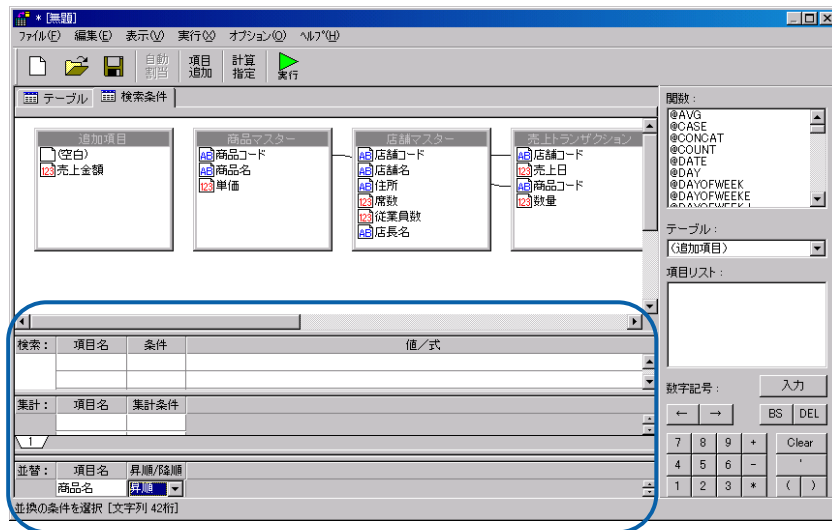 * [無題]
ファイル(F) 編集(E) 表示(V) 実行(X) オプション(O) ヘルプ(H)
自動割当 項目追加 計算指定 実行
テーブル 検索条件
追加項目 商品マスター 店舗マスター 売上トランザクション
(空白) 商品コード 店舗コード 店舗コード
売上金額 商品名 店舗名 売上日
単価 住所 商品コード
席数 数量
従業員数
店長名
関数：
@AVG
@CASE
@CONCAT
@COUNT
@DATE
@DAY
@DAYOFWEEK
@DAYOFWEEKE
テーブル：
(追加項目)
項目リスト：
検索： 項目名 条件 値／式
集計： 項目名 集計条件
1
並替： 項目名 昇順/降順
商品名 昇順
並換の条件を選択 [文字列 42桁]
数字記号： 入力
← → BS DEL
7 8 9 + Clear
4 5 6 - '
1 2 3 * ( )